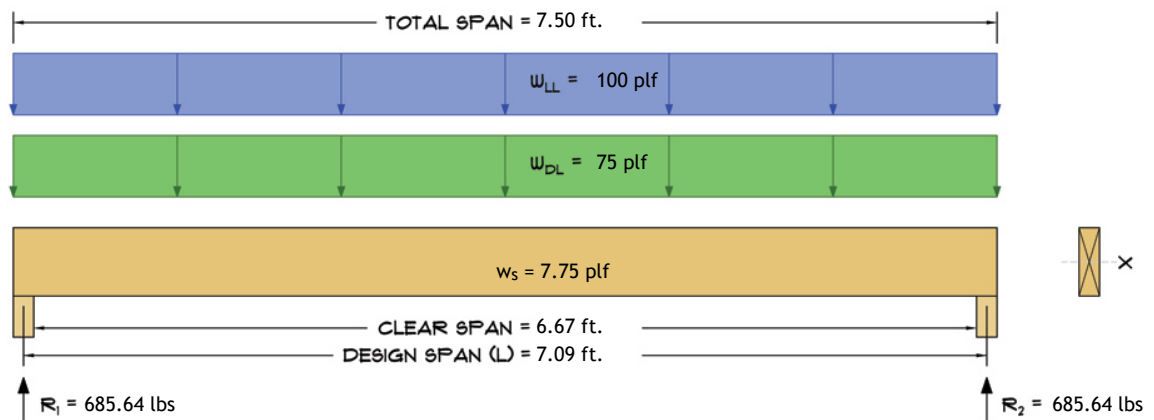 TOTAL SPAN = 7.50 ft.
WLL = 100 plf
WDL = 75 plf
ws = 7.75 plf
X
CLEAR SPAN = 6.67 ft.
DESIGN SPAN (L) = 7.09 ft.
R1 = 685.64 lbs
R2 = 685.64 lbs